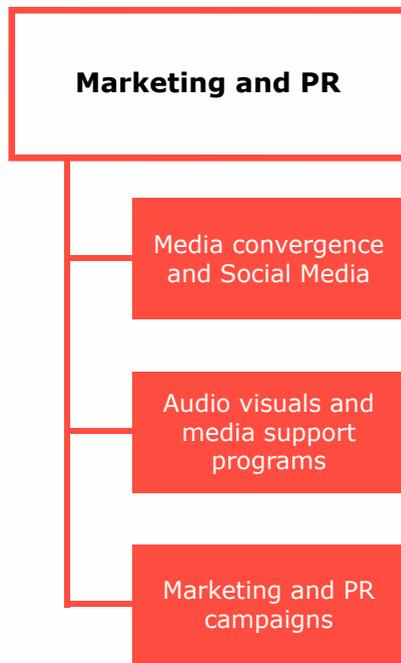 Marketing and PR
Media convergence
and Social Media
Audio visuals and
media support
programs
Marketing and PR
campaigns